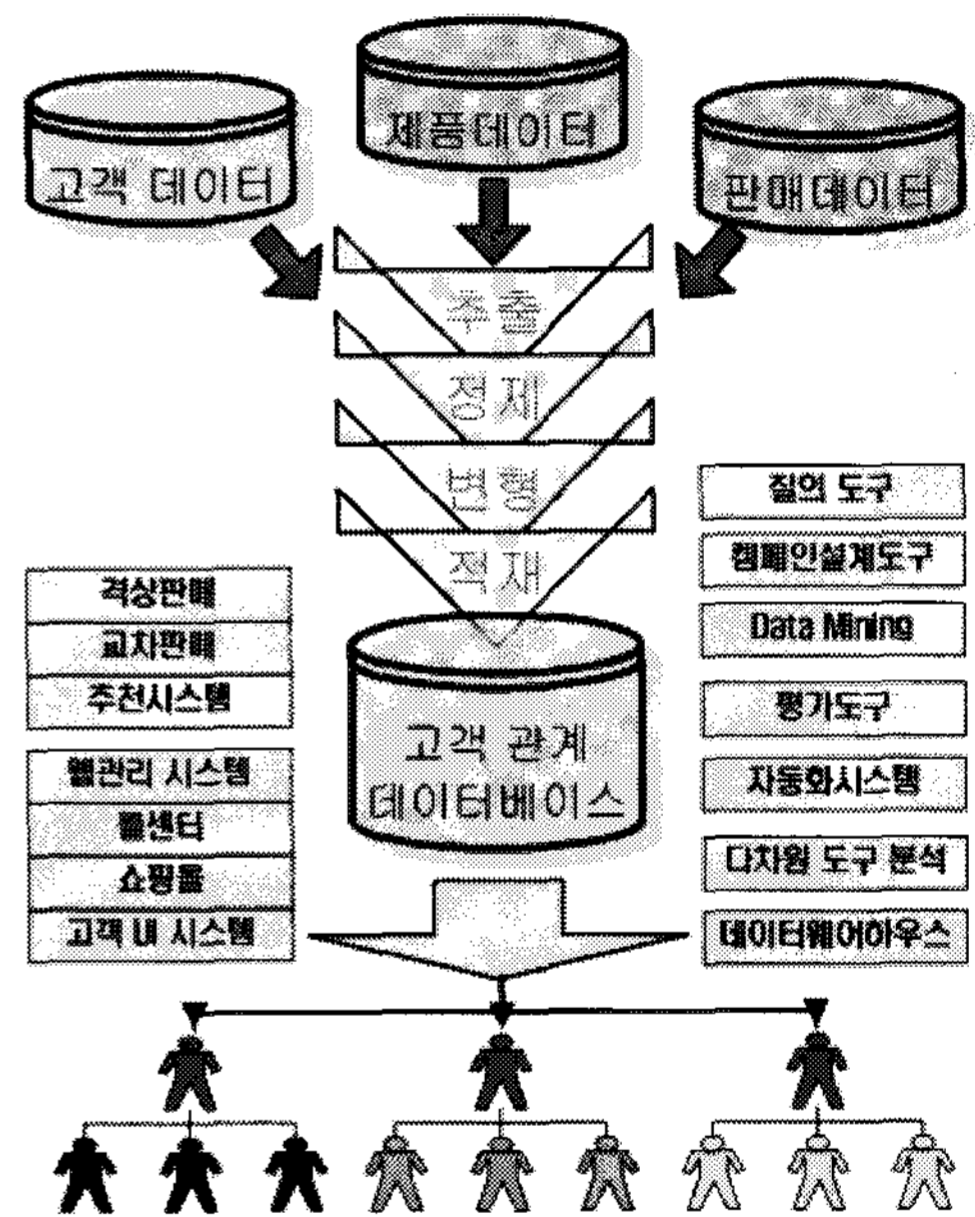 제품데이터
고객 데이터
판매데이터
추출
정제
변형
적재
고객 관계
데이터베이스
격상판매
교차판매
추천시스템
웹관리 시스템
콜센터
쇼핑몰
고객 내 시스템
질의 도구
캠페인설계도구
Data Mining
평가도구
자동화시스템
다차원 도구 분석
데이터웨어하우스